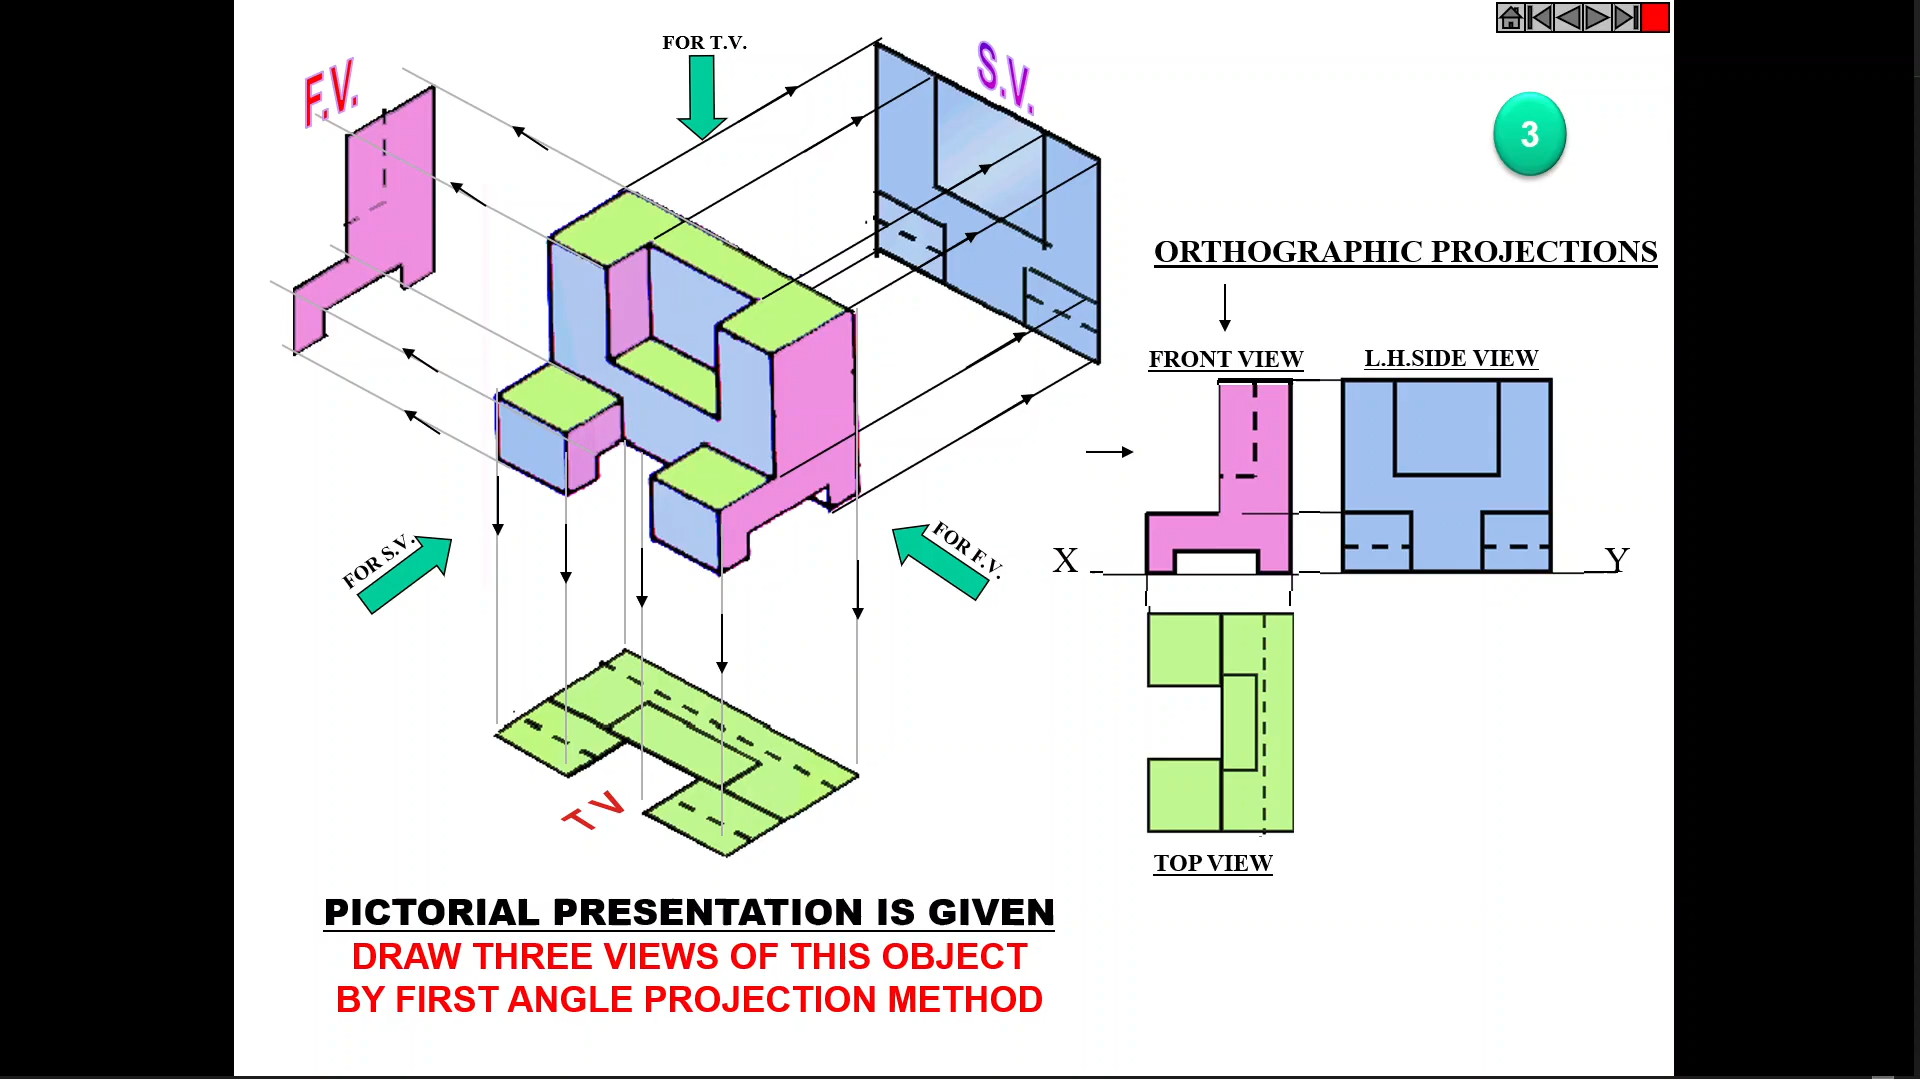 FOR T.V.
F.V.
S.V.
3
ORTHOGRAPHIC PROJECTIONS
FRONT VIEW
L.H.SIDE VIEW
FOR S.V.
FOR F.V.
X
Y
T V
TOP VIEW
PICTORIAL PRESENTATION IS GIVEN
DRAW THREE VIEWS OF THIS OBJECT
BY FIRST ANGLE PROJECTION METHOD